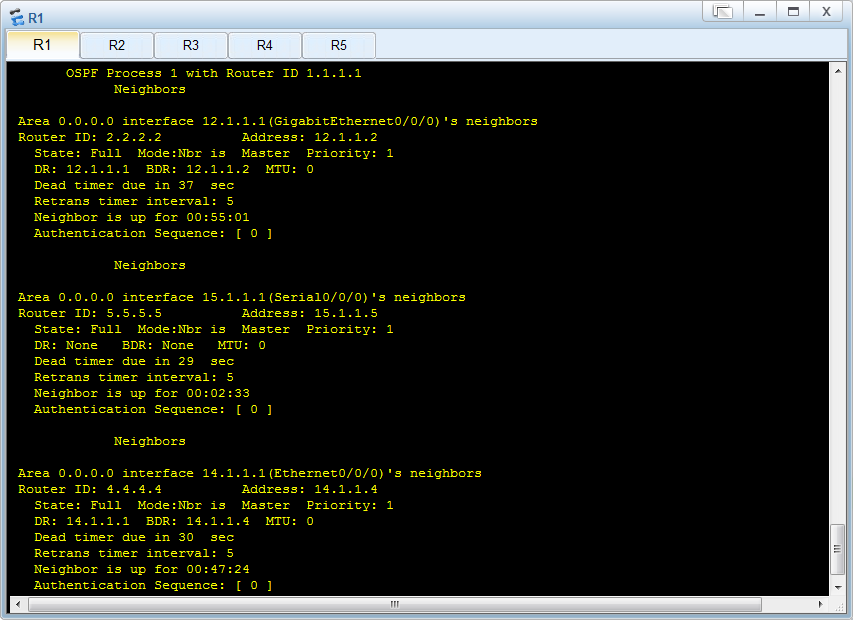 R1
R1 R2 R3 R4 R5
OSPF Process 1 with Router ID 1.1.1.1
Neighbors
Area 0.0.0.0 interface 12.1.1.1(GigabitEthernet0/0/0)'s neighbors
Router ID: 2.2.2.2          Address: 12.1.1.2
State: Full  Mode:Nbr is  Master  Priority: 1
DR: 12.1.1.1  BDR: 12.1.1.2  MTU: 0
Dead timer due in 37  sec
Retrans timer interval: 5
Neighbor is up for 00:55:01
Authentication Sequence: [ 0 ]
Neighbors
Area 0.0.0.0 interface 15.1.1.1(Serial0/0/0)'s neighbors
Router ID: 5.5.5.5          Address: 15.1.1.5
State: Full  Mode:Nbr is  Master  Priority: 1
DR: None   BDR: None   MTU: 0
Dead timer due in 29  sec
Retrans timer interval: 5
Neighbor is up for 00:02:33
Authentication Sequence: [ 0 ]
Neighbors
Area 0.0.0.0 interface 14.1.1.1(Ethernet0/0/0)'s neighbors
Router ID: 4.4.4.4          Address: 14.1.1.4
State: Full  Mode:Nbr is  Master  Priority: 1
DR: 14.1.1.1  BDR: 14.1.1.4  MTU: 0
Dead timer due in 30  sec
Retrans timer interval: 5
Neighbor is up for 00:47:24
Authentication Sequence: [ 0 ]